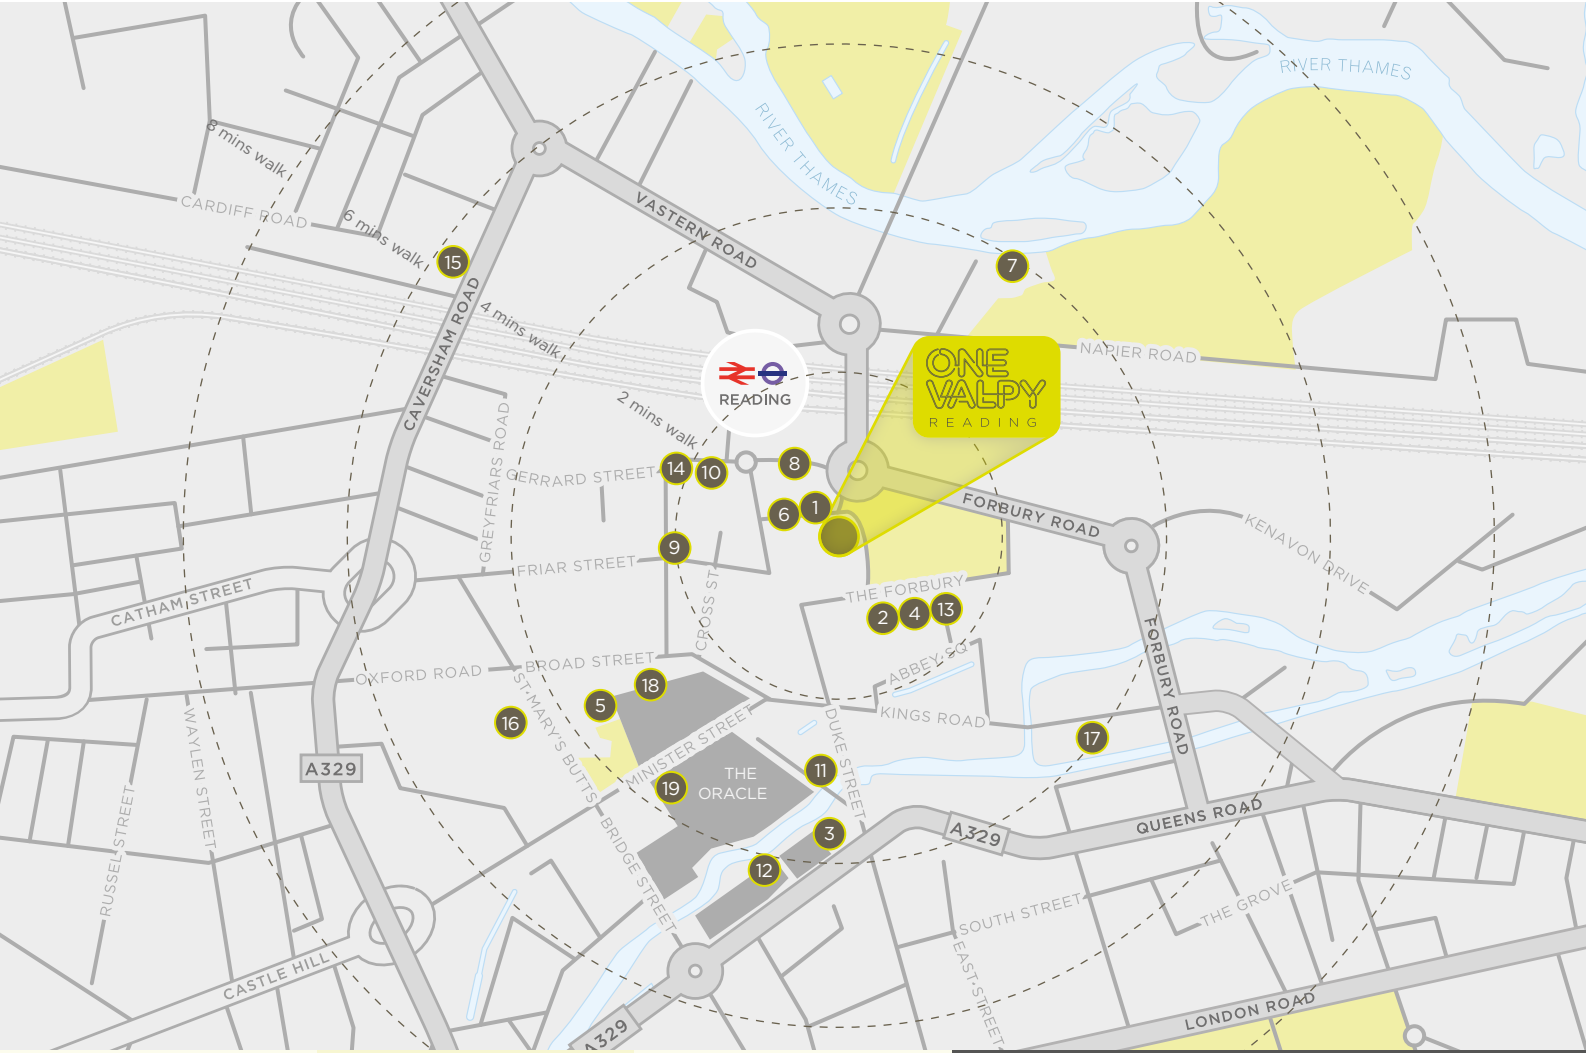 RIVER THAMES
RIVER THAMES
8 mins walk
CARDIFF ROAD
6 mins walk
VASTERN ROAD
15
7
CAVERSHAM ROAD
4 mins walk
NAPIER ROAD
ONE
VALPY
READING
READING
2 mins walk
GREYFRIARS ROAD
GERRARD STREET
14
10
8
6
1
FORBURY ROAD
KENAVON DRIVE
9
FRIAR STREET
CROSS ST
CATHAM STREET
THE FORBURY
2
4
13
ABBEY SQ
FORBURY ROAD
OXFORD ROAD
BROAD STREET
18
5
16
ST MARY'S BUTTS
WAYLEN STREET
KINGS ROAD
17
DUKE STREET
MINISTER STREET
THE
ORACLE
19
11
A329
RUSSEL STREET
BRIDGE STREET
3
12
A329
QUEENS ROAD
SOUTH STREET
THE GROVE
EAST STREET
CASTLE HILL
LONDON ROAD
A329